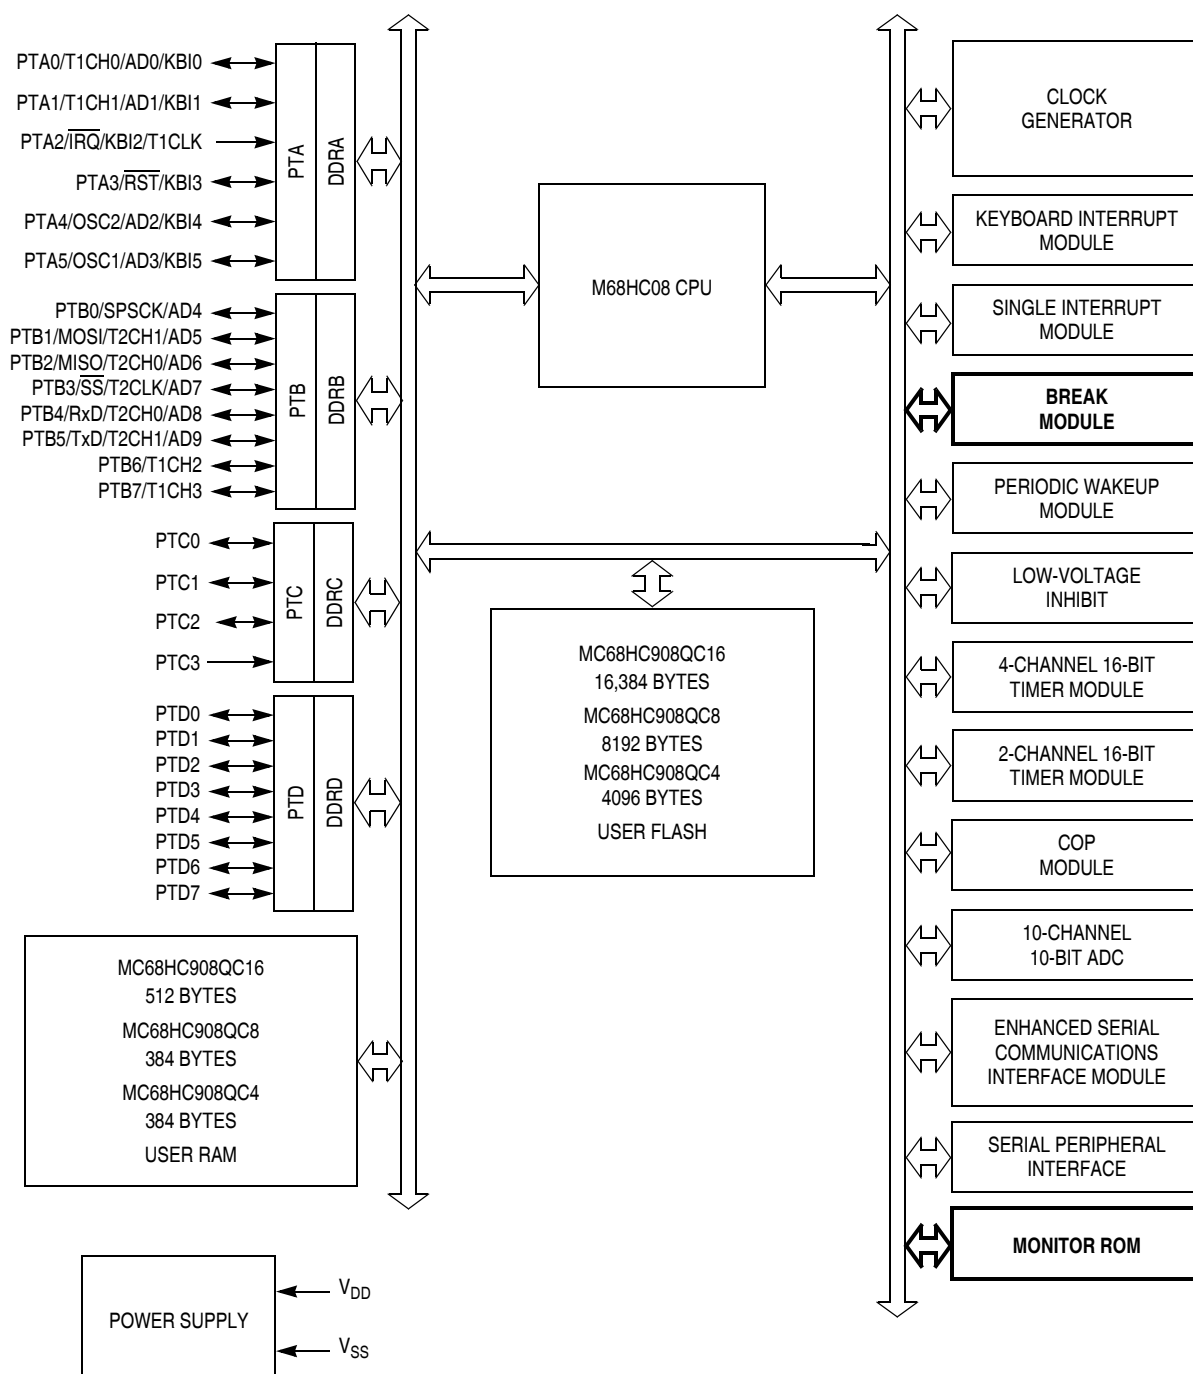 PTA0/T1CH0/AD0/KBI0
PTA1/T1CH1/AD1/KBI1
PTA2/IRQ/KBI2/T1CLK
PTA3/RST/KBI3
PTA4/OSC2/AD2/KBI4
PTA5/OSC1/AD3/KBI5
PTA
DDRA
PTB0/SPSCK/AD4
PTB1/MOSI/T2CH1/AD5
PTB2/MISO/T2CH0/AD6
PTB3/SS/T2CLK/AD7
PTB4/RxD/T2CH0/AD8
PTB5/TxD/T2CH1/AD9
PTB6/T1CH2
PTB7/T1CH3
PTB
DDRB
PTC0
PTC1
PTC2
PTC3
PTC
DDRC
PTD0
PTD1
PTD2
PTD3
PTD4
PTD5
PTD6
PTD7
PTD
DDRD
MC68HC908QC16
512 BYTES
MC68HC908QC8
384 BYTES
MC68HC908QC4
384 BYTES
USER RAM
POWER SUPPLY
VDD
VSS
M68HC08 CPU
MC68HC908QC16
16,384 BYTES
MC68HC908QC8
8192 BYTES
MC68HC908QC4
4096 BYTES
USER FLASH
CLOCK
GENERATOR
KEYBOARD INTERRUPT
MODULE
SINGLE INTERRUPT
MODULE
BREAK
MODULE
PERIODIC WAKEUP
MODULE
LOW-VOLTAGE
INHIBIT
4-CHANNEL 16-BIT
TIMER MODULE
2-CHANNEL 16-BIT
TIMER MODULE
COP
MODULE
10-CHANNEL
10-BIT ADC
ENHANCED SERIAL
COMMUNICATIONS
INTERFACE MODULE
SERIAL PERIPHERAL
INTERFACE
MONITOR ROM